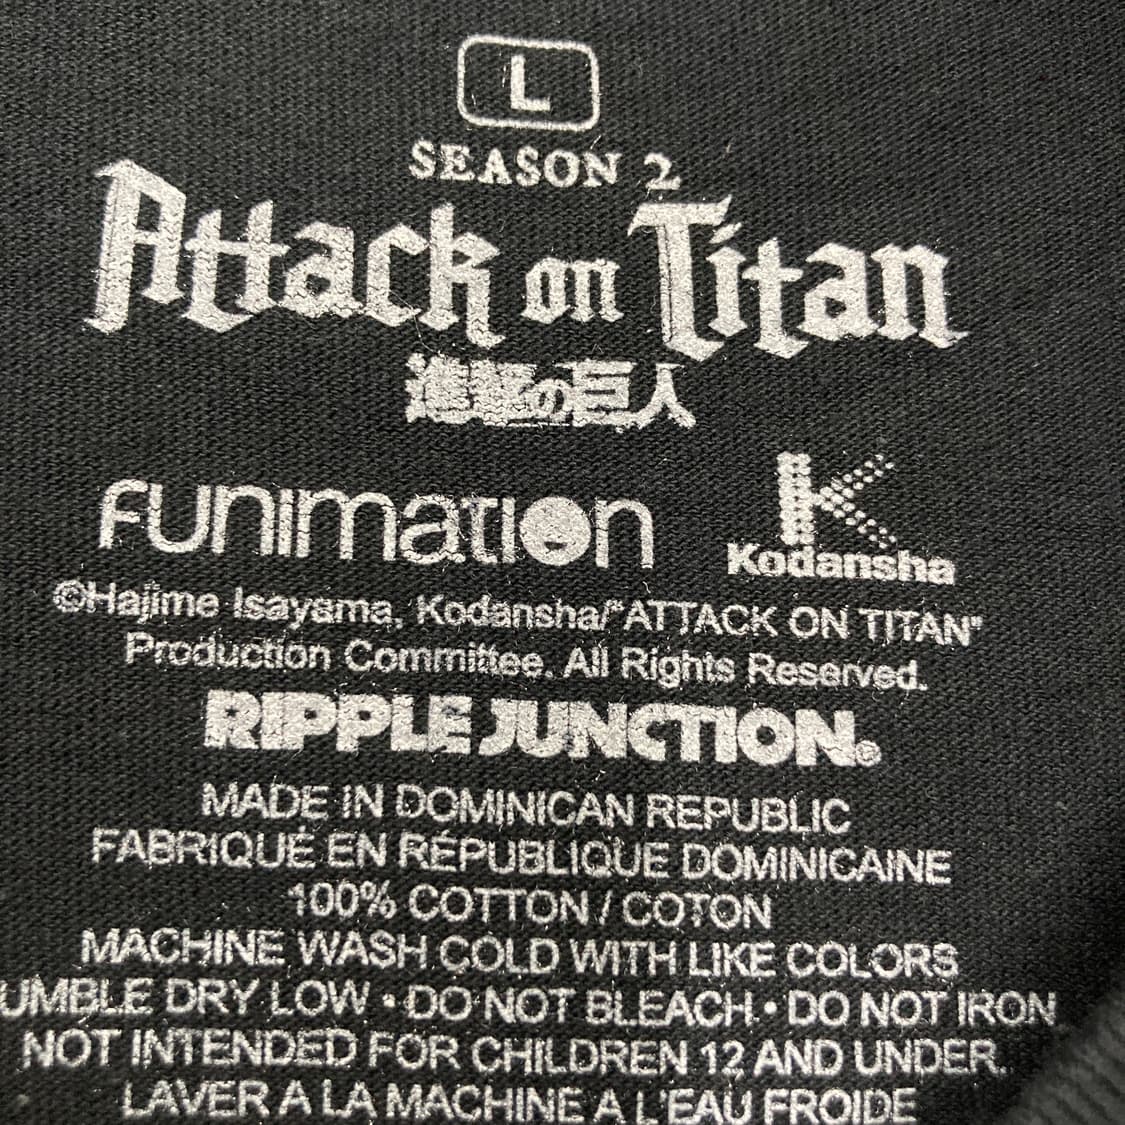 L
SEASON 2
Attack on Titan
進撃の巨人
FUNIMATION
K
Kodansha
©Hajime Isayama, Kodansha/"ATTACK ON TITAN"
Production Committee. All Rights Reserved.
RIPPLE JUNCTION®
MADE IN DOMINICAN REPUBLIC
FABRIQUÉ EN RÉPUBLIQUE DOMINICAINE
100% COTTON / COTON
MACHINE WASH COLD WITH LIKE COLORS
UMBLE DRY LOW • DO NOT BLEACH • DO NOT IRON
NOT INTENDED FOR CHILDREN 12 AND UNDER.
LAVER A LA MACHINE A L'EAU FROIDE